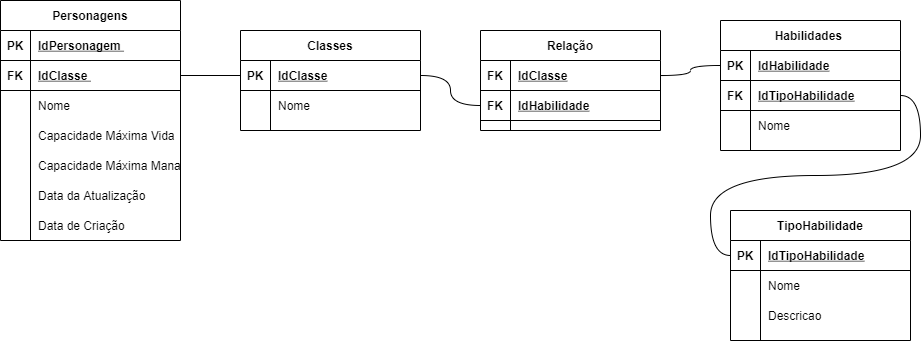 Personagens
PK IdPersonagem
FK IdClasse
Nome
Capacidade Máxima Vida
Capacidade Máxima Mana
Data da Atualização
Data de Criação
Classes
PK IdClasse
Nome
Relação
FK IdClasse
FK IdHabilidade
Habilidades
PK IdHabilidade
FK IdTipoHabilidade
Nome
TipoHabilidade
PK IdTipoHabilidade
Nome
Descricao